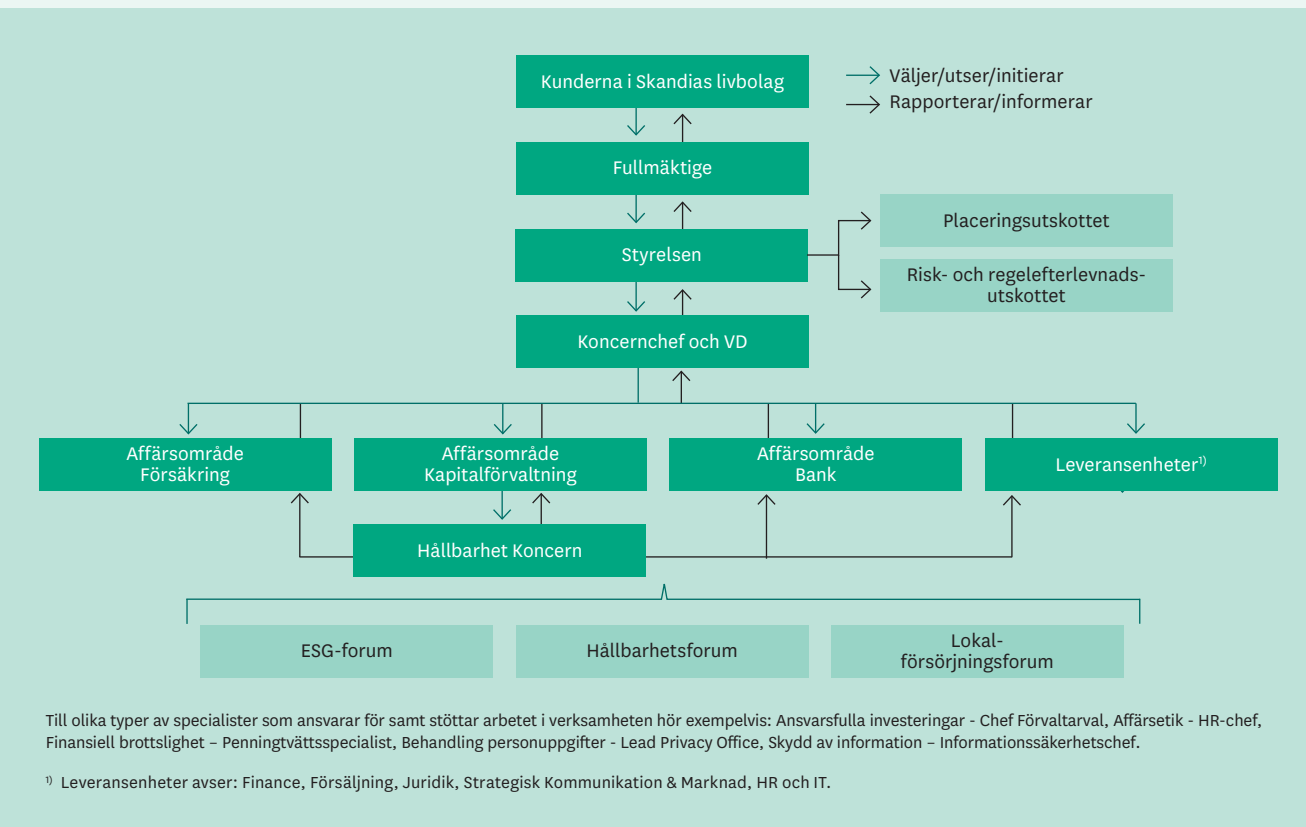 Kunderna i Skandias livbolag
Väljer/utser/initierar
Rapporterar/informerar
Fullmäktige
Styrelsen
Placeringsutskottet
Risk- och regelefterlevnads-
utskottet
Koncernchef och VD
Affärsområde
Försäkring
Affärsområde
Kapitalförvaltning
Affärsområde
Bank
Leveransenheter¹⁾
Hållbarhet Koncern
ESG-forum
Hållbarhetsforum
Lokal-
försörjningsforum
Till olika typer av specialister som ansvarar för samt stöttar arbetet i verksamheten hör exempelvis: Ansvarsfulla investeringar - Chef Förvaltarval, Affärsetik - HR-chef,
Finansiell brottslighet – Penningtvättsspecialist, Behandling personuppgifter - Lead Privacy Office, Skydd av information – Informationssäkerhetschef.
¹⁾ Leveransenheter avser: Finance, Försäljning, Juridik, Strategisk Kommunikation & Marknad, HR och IT.